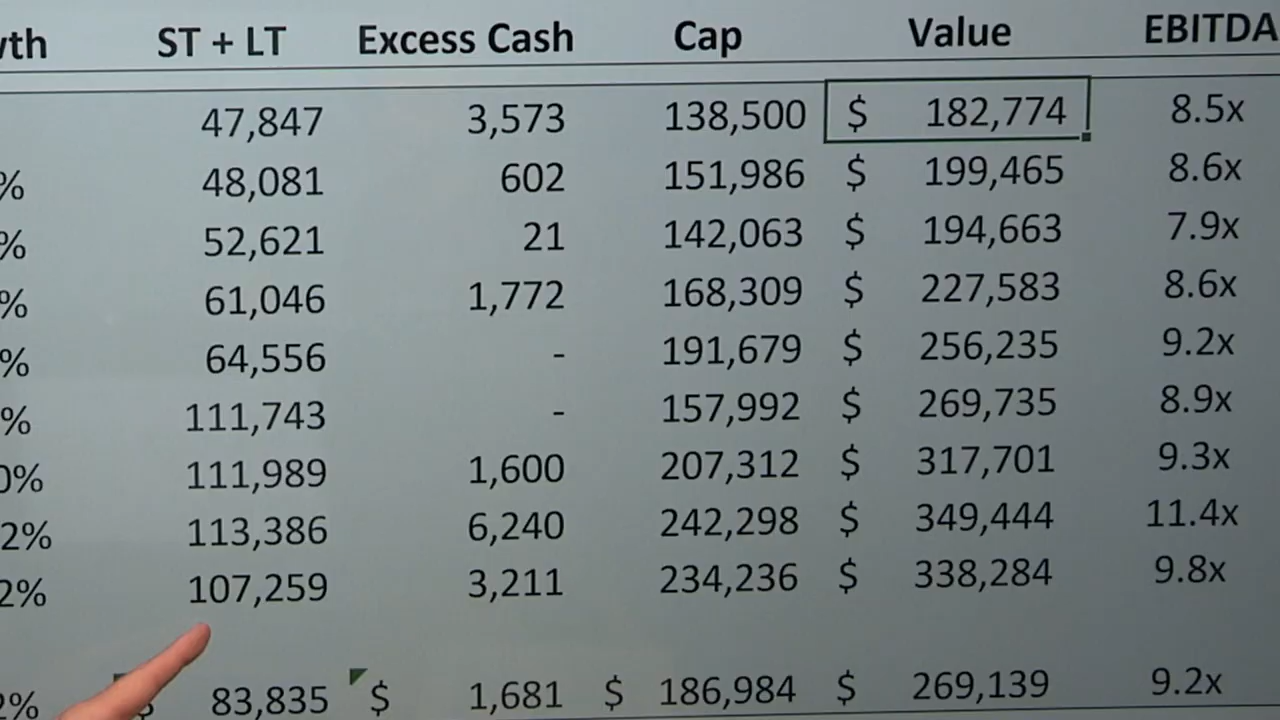 wth ST + LT Excess Cash Cap Value EBITDA
47,847 3,573 138,500 $ 182,774 8.5x
% 48,081 602 151,986 $ 199,465 8.6x
% 52,621 21 142,063 $ 194,663 7.9x
% 61,046 1,772 168,309 $ 227,583 8.6x
% 64,556 - 191,679 $ 256,235 9.2x
% 111,743 - 157,992 $ 269,735 8.9x
0% 111,989 1,600 207,312 $ 317,701 9.3x
2% 113,386 6,240 242,298 $ 349,444 11.4x
2% 107,259 3,211 234,236 $ 338,284 9.8x
2% $ 83,835 $ 1,681 $ 186,984 $ 269,139 9.2x